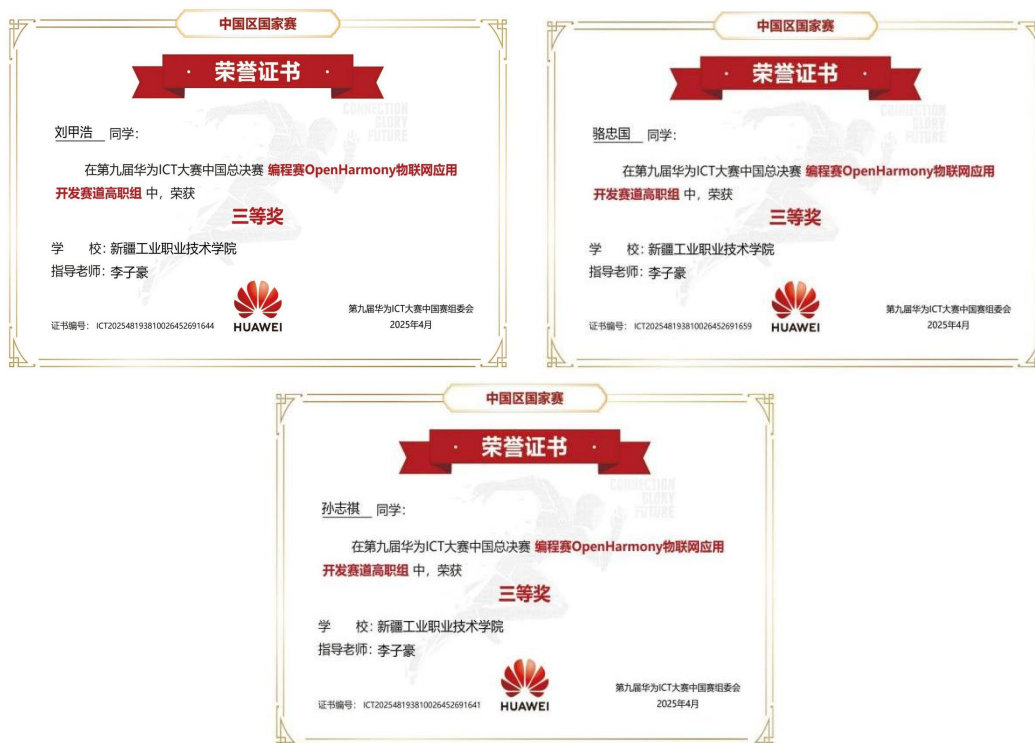 中国区国家赛
荣誉证书
CONNECTION
GLORY
FUTURE
刘甲浩 同学：
在第九届华为ICT大赛中国总决赛 编程赛OpenHarmony物联网应用
开发赛道高职组 中，荣获
三等奖
学 校：新疆工业职业技术学院
指导老师：李子豪
HUAWEI
证书编号： ICT202548193810026452691644
第九届华为ICT大赛中国赛组委会
2025年4月
中国区国家赛
荣誉证书
CONNECTION
GLORY
FUTURE
骆忠国 同学：
在第九届华为ICT大赛中国总决赛 编程赛OpenHarmony物联网应用
开发赛道高职组 中，荣获
三等奖
学 校：新疆工业职业技术学院
指导老师：李子豪
HUAWEI
证书编号： ICT202548193810026452691659
第九届华为ICT大赛中国赛组委会
2025年4月
中国区国家赛
荣誉证书
CONNECTION
GLORY
FUTURE
孙志祺 同学：
在第九届华为ICT大赛中国总决赛 编程赛OpenHarmony物联网应用
开发赛道高职组 中，荣获
三等奖
学 校：新疆工业职业技术学院
指导老师：李子豪
HUAWEI
证书编号： ICT202548193810026452691641
第九届华为ICT大赛中国赛组委会
2025年4月